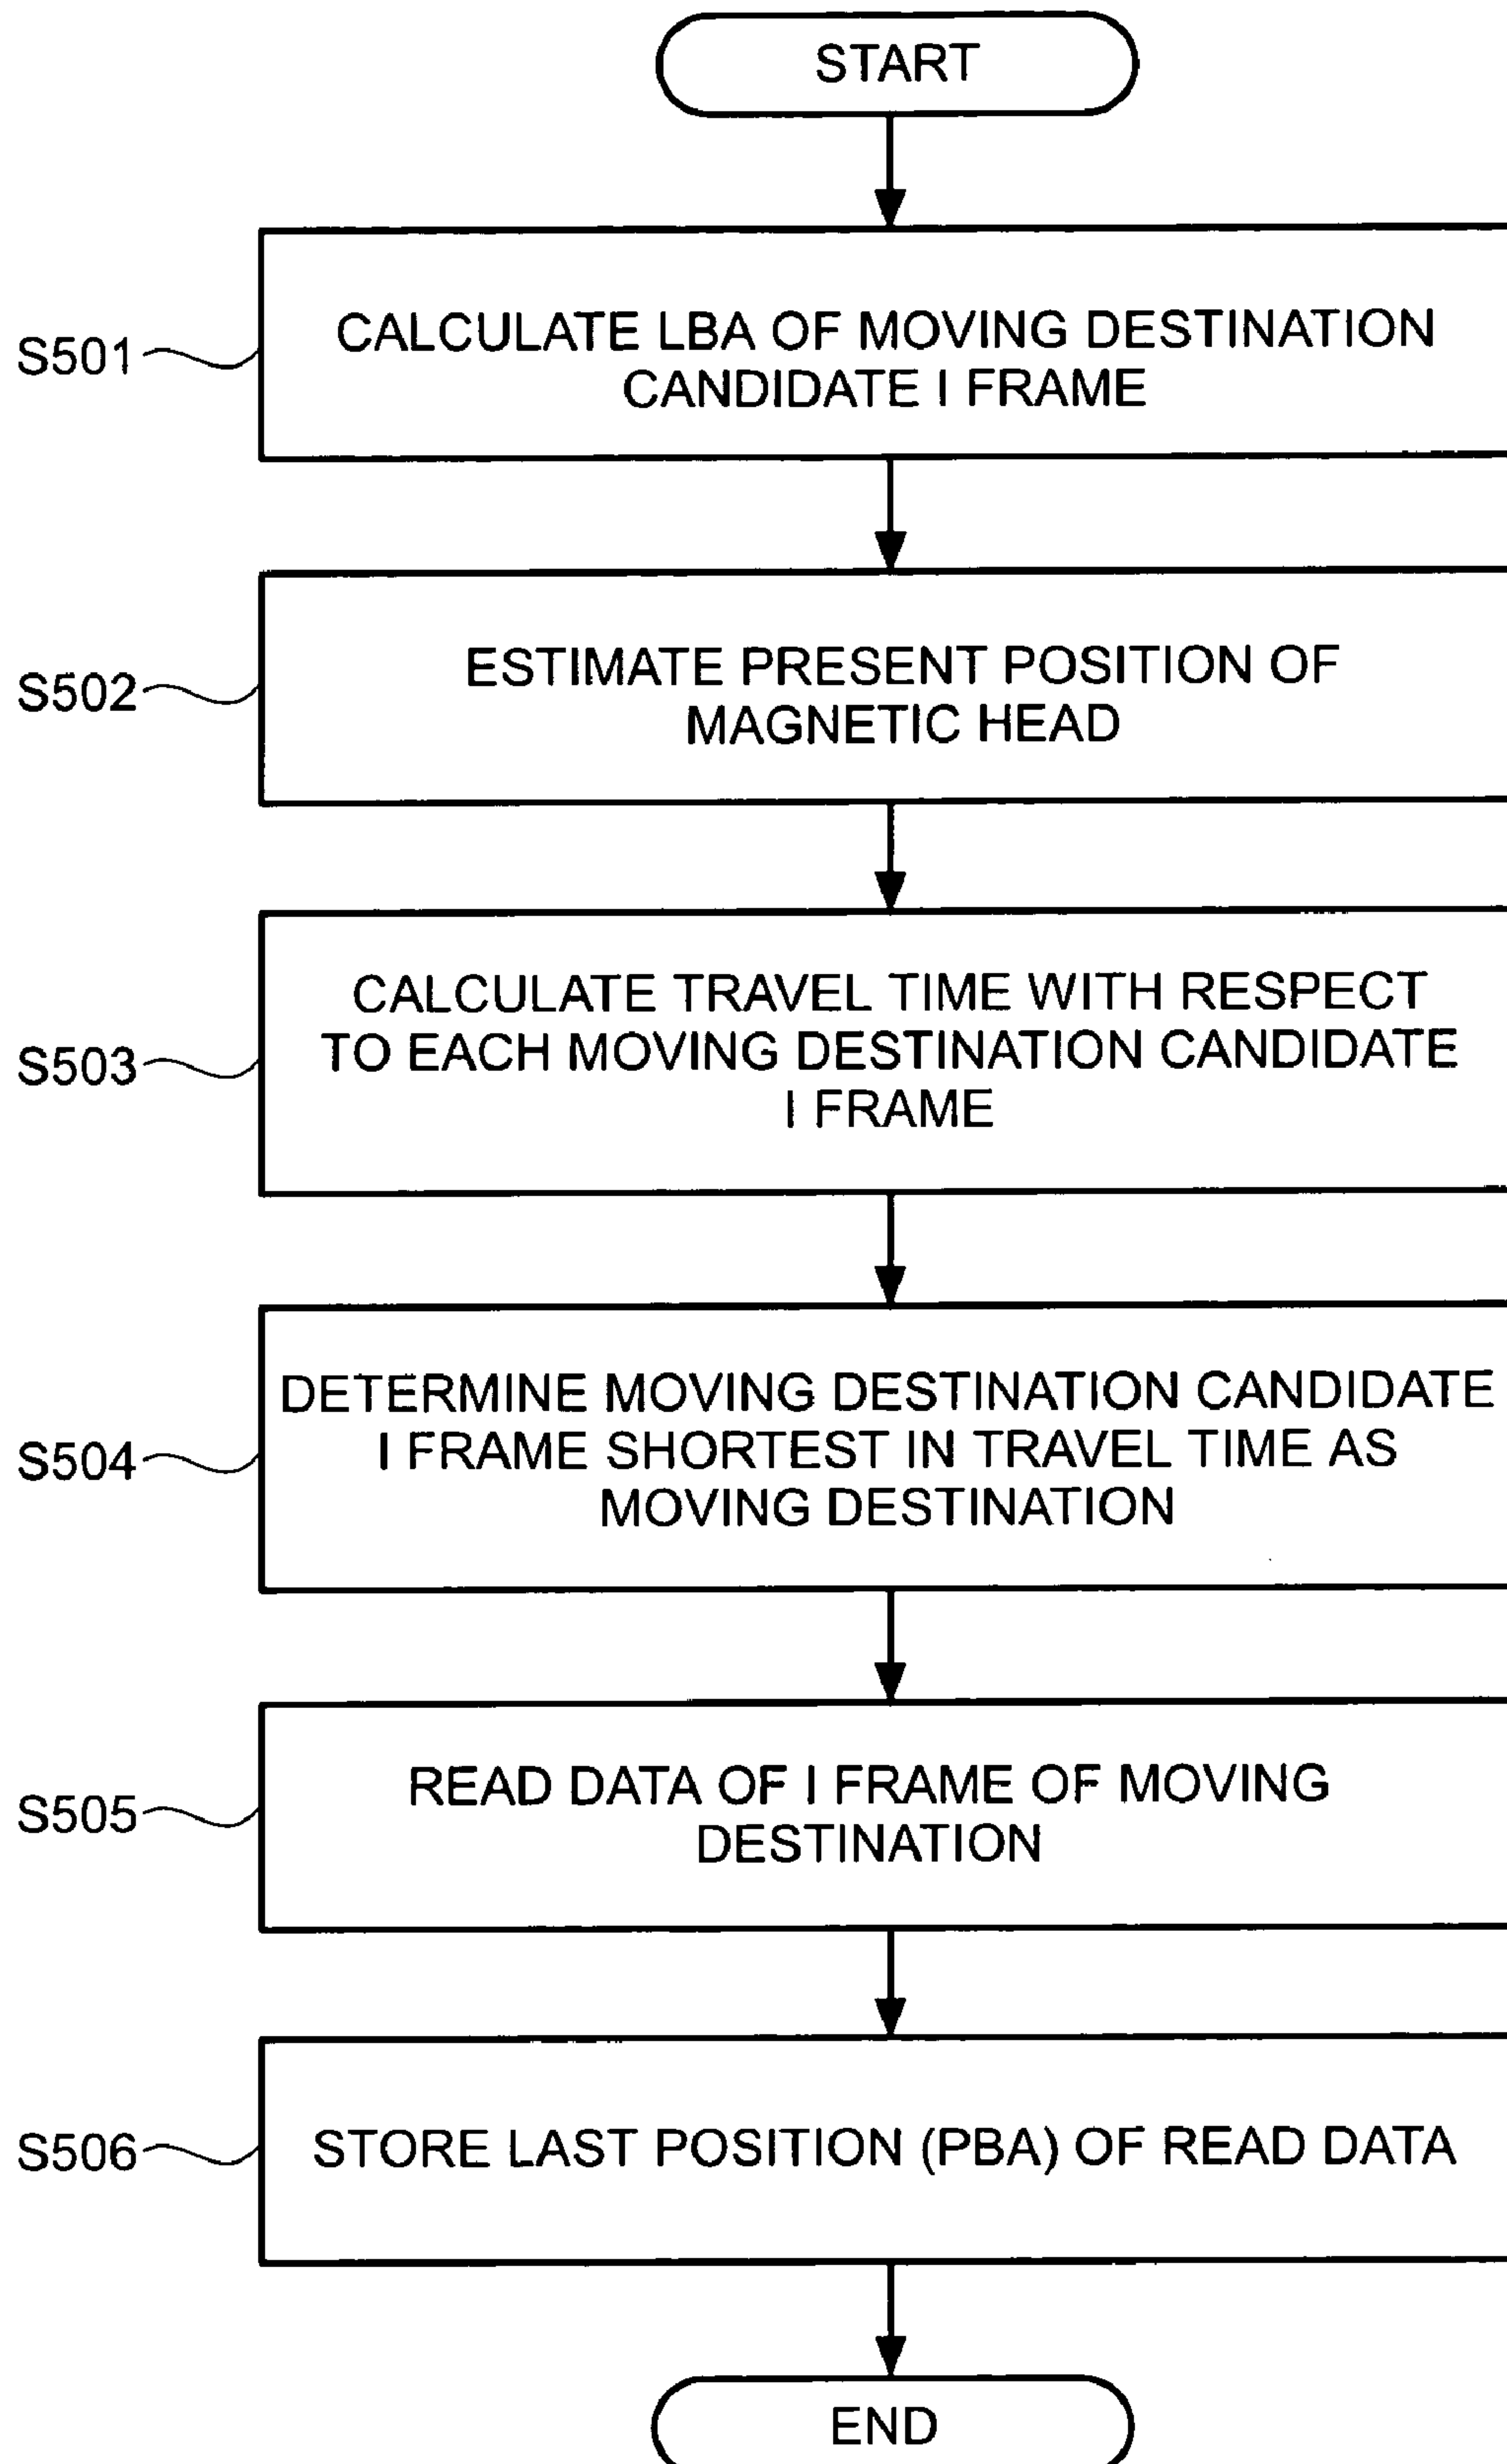 START
S501
CALCULATE LBA OF MOVING DESTINATION
CANDIDATE I FRAME
S502
ESTIMATE PRESENT POSITION OF
MAGNETIC HEAD
S503
CALCULATE TRAVEL TIME WITH RESPECT
TO EACH MOVING DESTINATION CANDIDATE
I FRAME
S504
DETERMINE MOVING DESTINATION CANDIDATE
I FRAME SHORTEST IN TRAVEL TIME AS
MOVING DESTINATION
S505
READ DATA OF I FRAME OF MOVING
DESTINATION
S506
STORE LAST POSITION (PBA) OF READ DATA
END